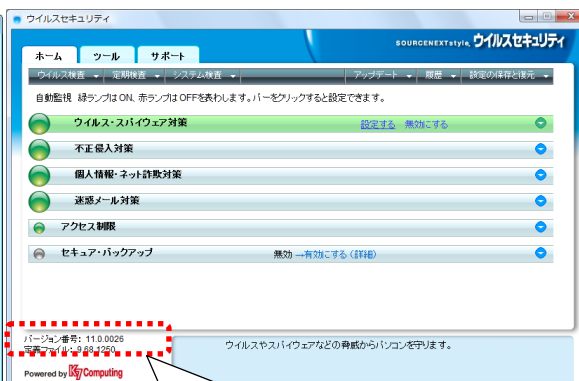 ウイルスセキュリティ
SOURCENEXTstyle. ウイルスセキュリティ
ホーム ツール サポート
ウイルス検査 定期検査 システム検査 アップデート 履歴 設定の保存と復元
自動監視 緑ランプはON、赤ランプはOFFを表わします。バーをクリックすると設定できます。
ウイルス・スパイウェア対策 設定する 無効にする
不正侵入対策
個人情報・ネット詐欺対策
迷惑メール対策
アクセス制限
セキュア・バックアップ 無効 →有効にする（詳細）
バージョン番号: 11.0.0026
定義ファイル: 9.68.1250
ウイルスやスパイウェアなどの脅威からパソコンを守ります。
Powered by K7 Computing